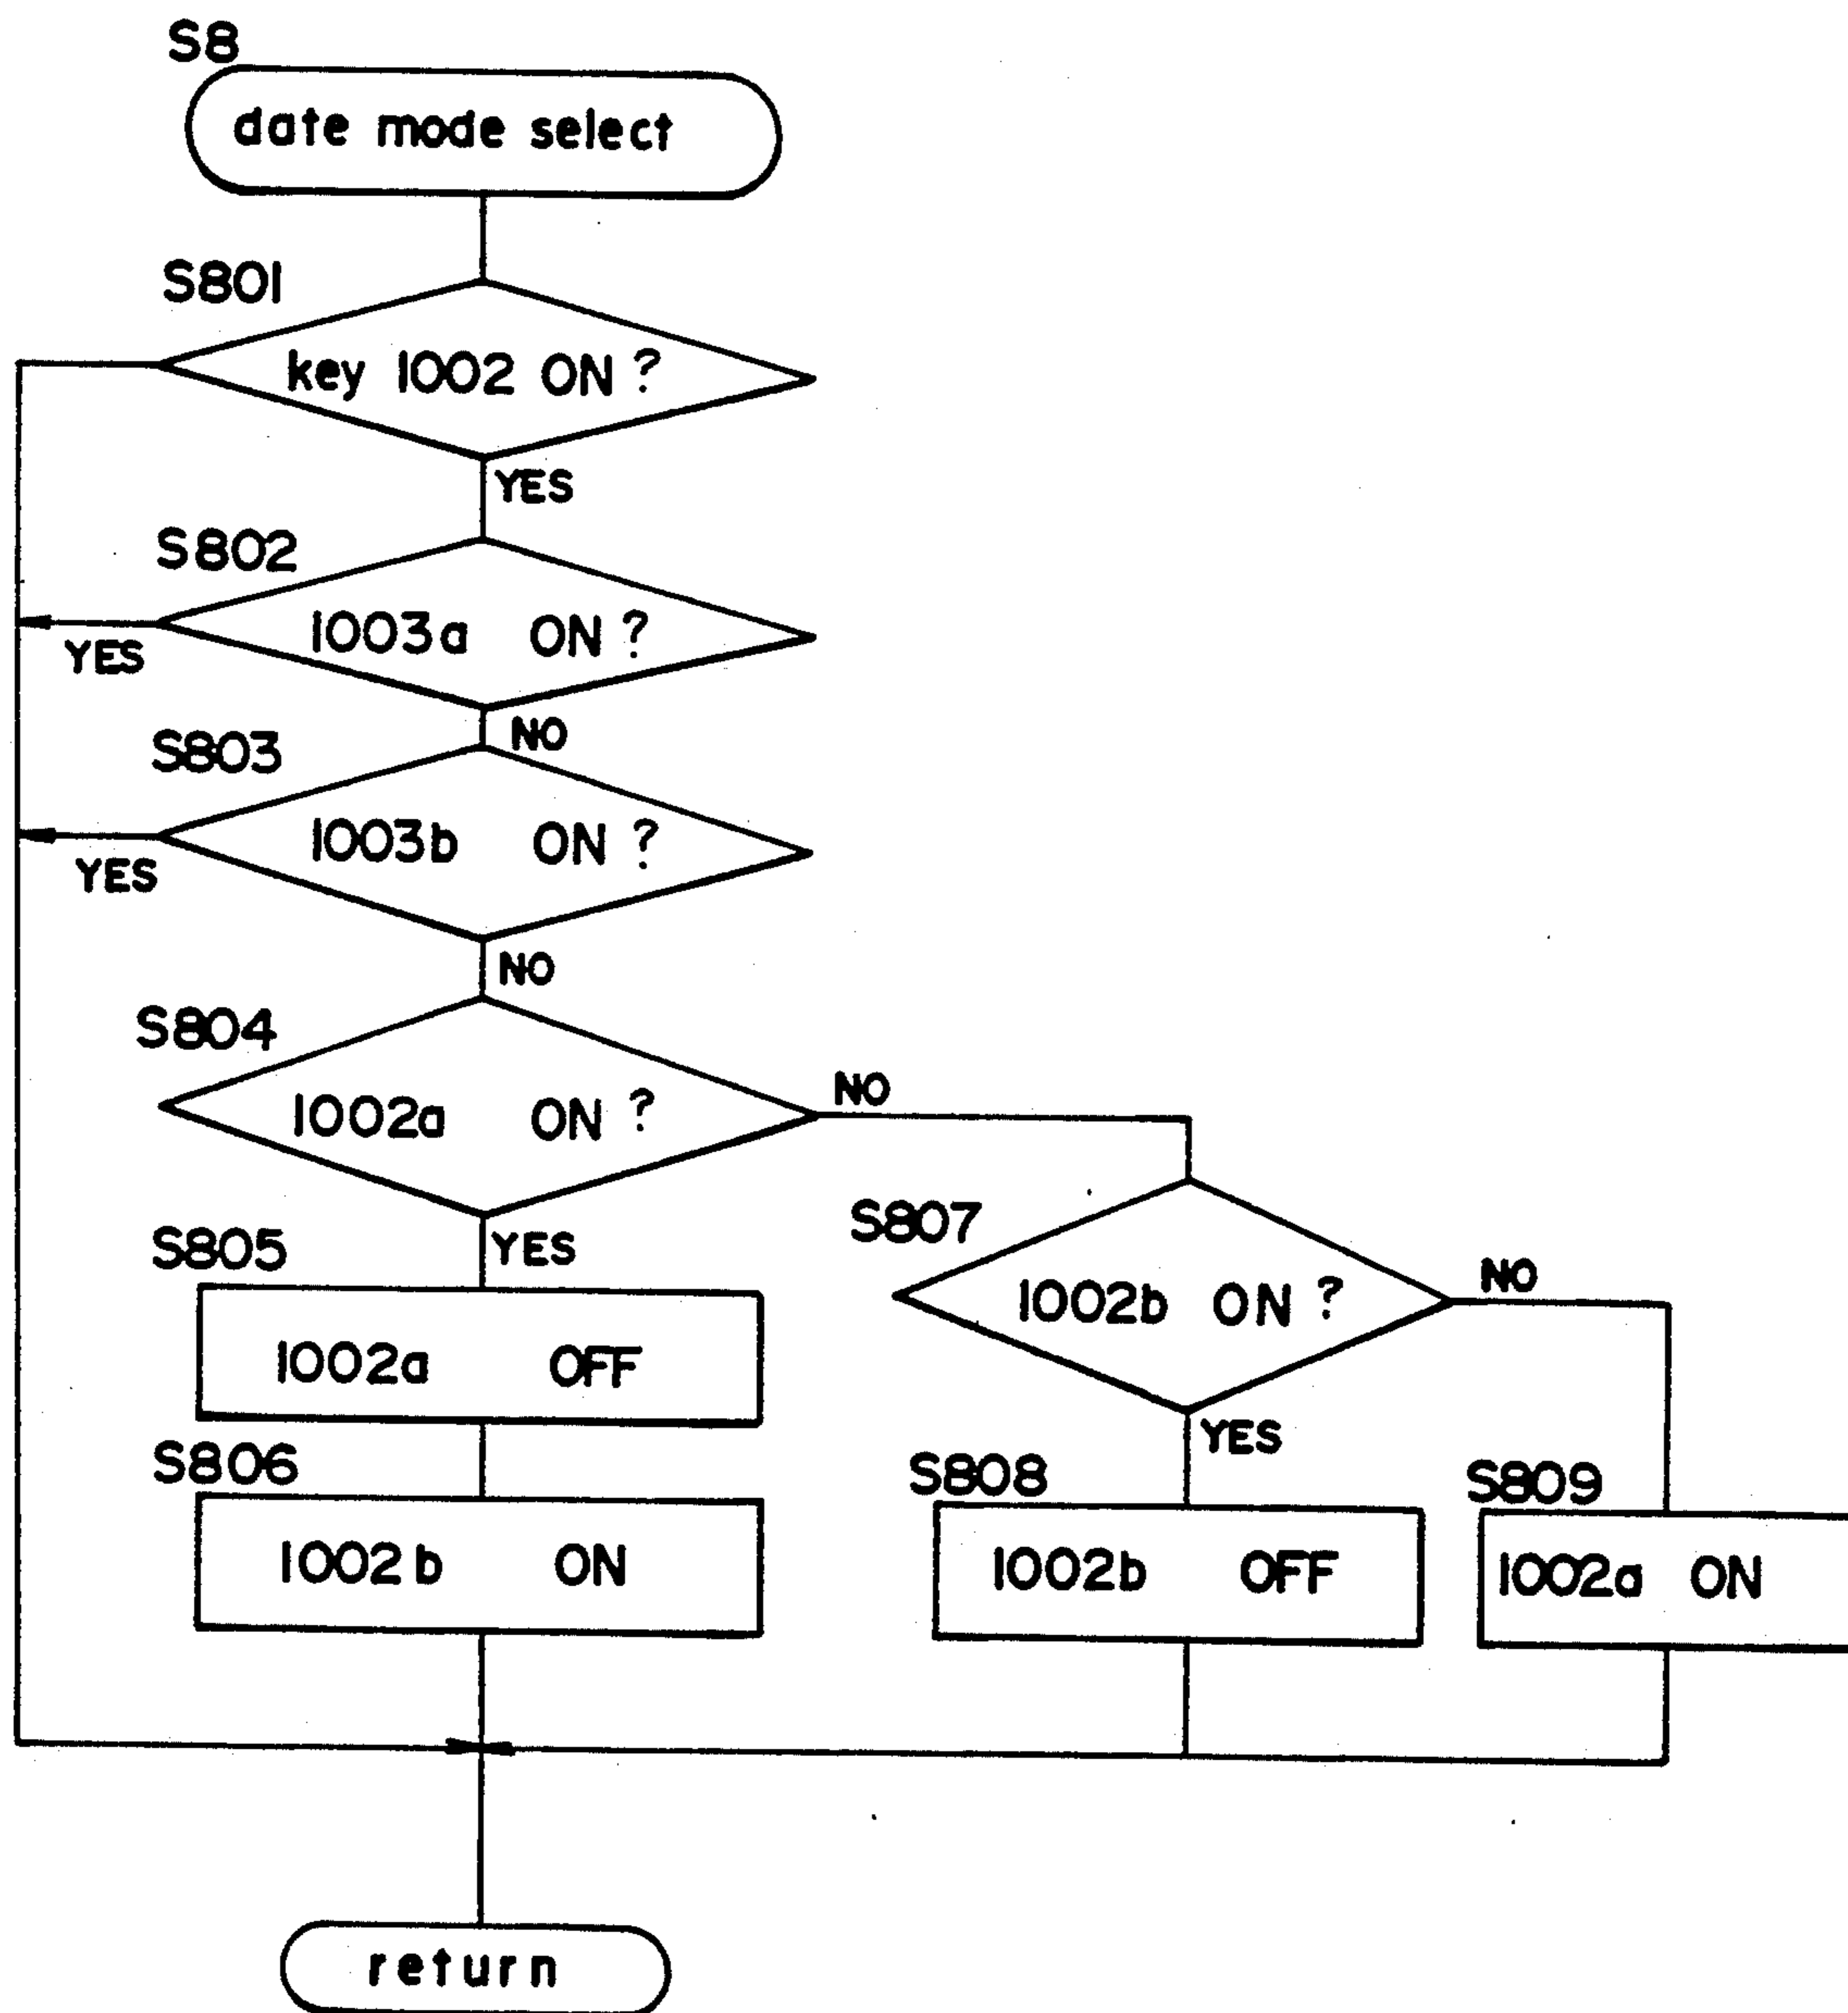 S8
date mode select
S801
key 1002 ON ?
YES
S802
1003a ON ?
YES
NO
S803
1003b ON ?
YES
NO
S804
1002a ON ?
NO
YES
S805
1002a OFF
S806
1002b ON
S807
1002b ON ?
NO
YES
S808
1002b OFF
S809
1002a ON
return